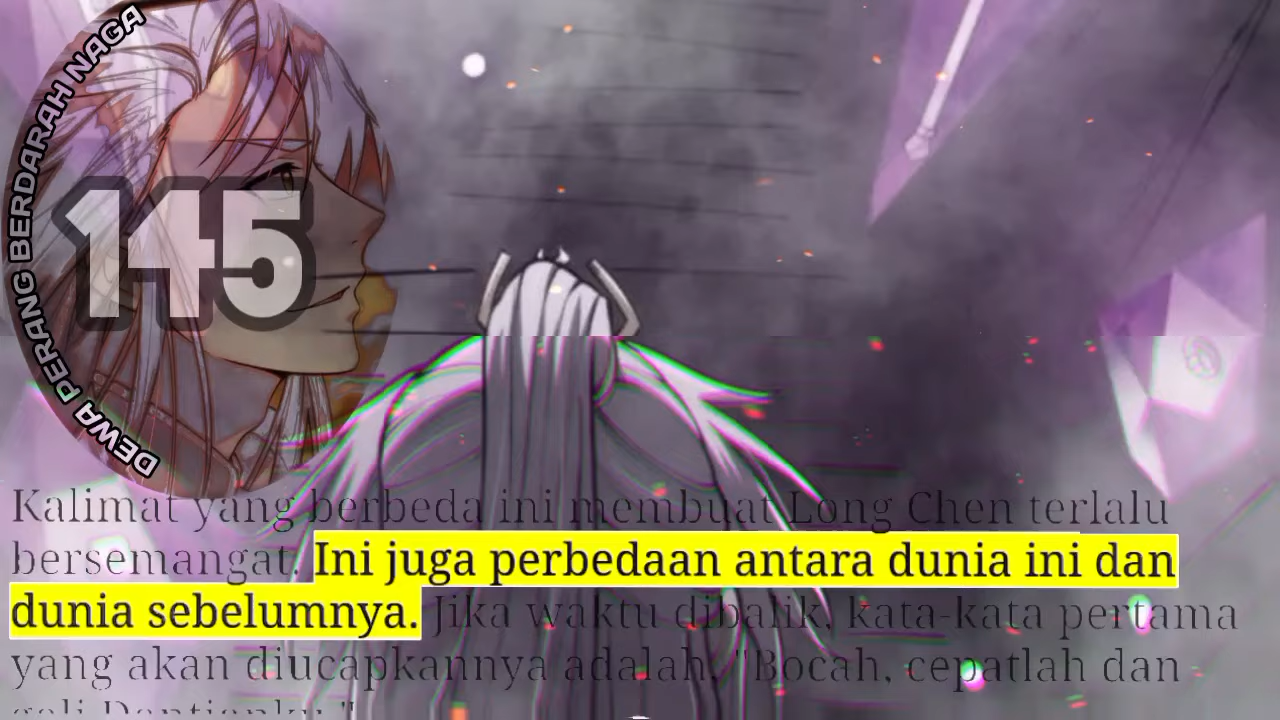 DEWA PERANG BERDARAH NAGA
145
Kalimat yang berbeda ini membuat Long Chen terlalu
bersemangat. Ini juga perbedaan antara dunia ini dan
dunia sebelumnya. Jika waktu dibalik, kata-kata pertama
yang akan diucapkannya adalah, "Bocah, cepatlah dan